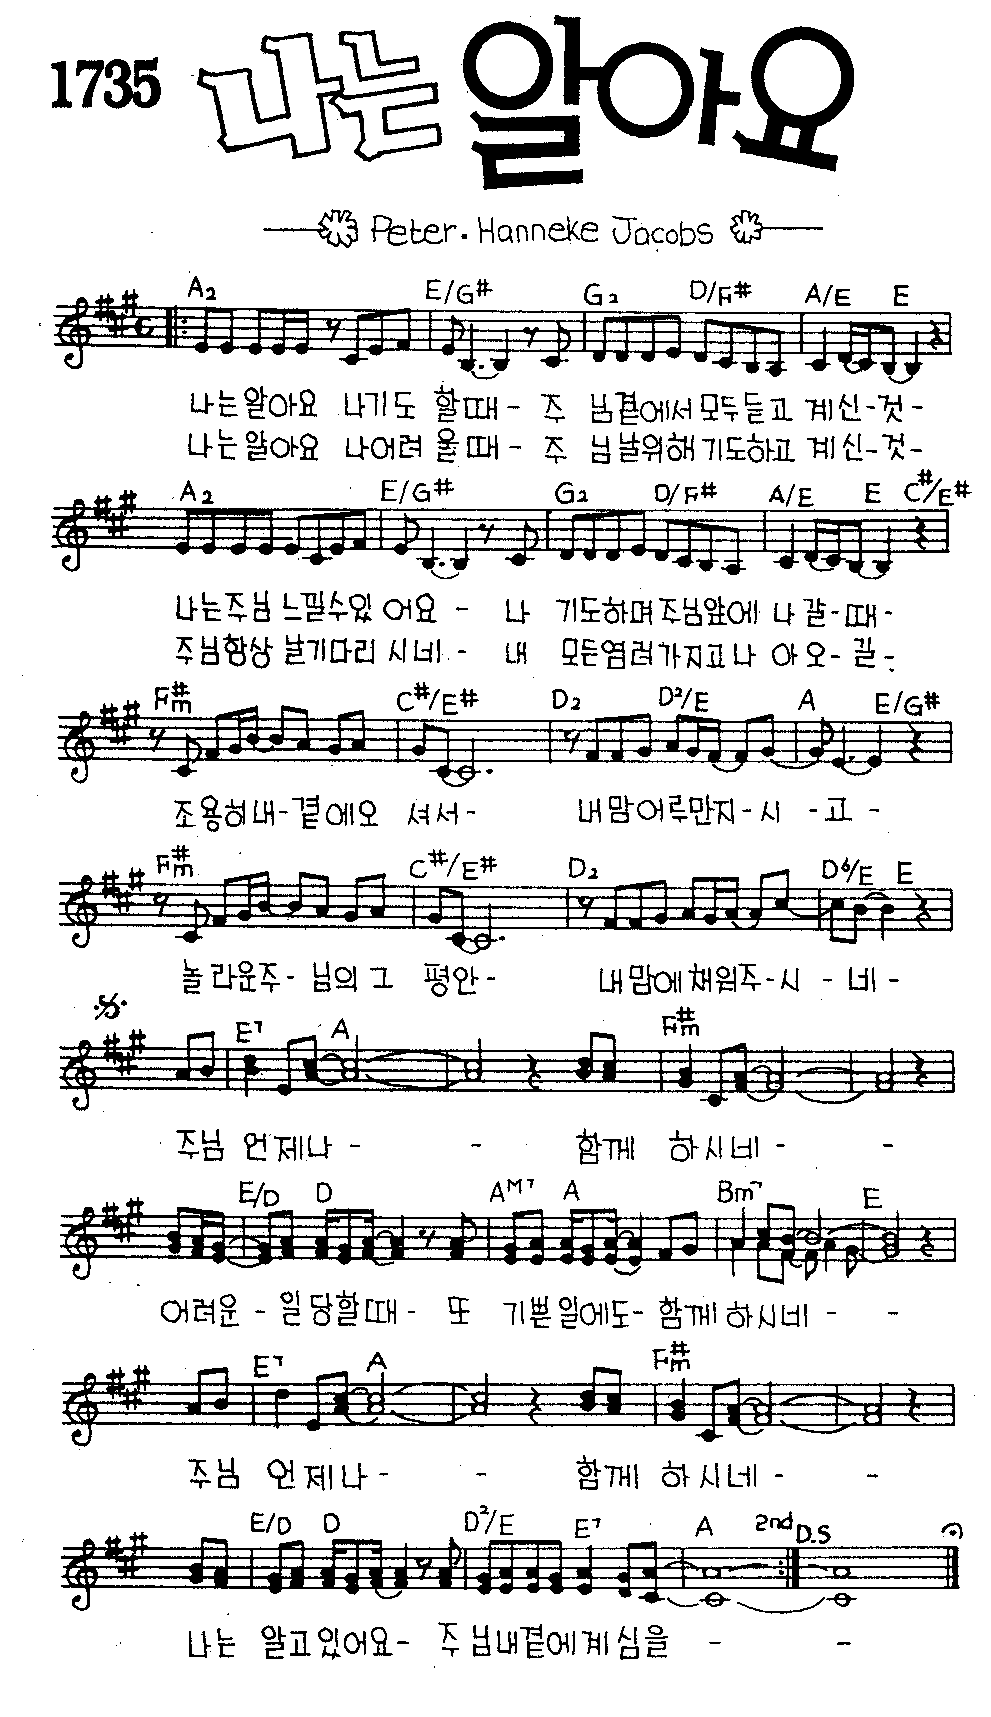 1735 나는 알아요
Peter. Hanneke Jacobs
A2 E/G# G2 D/F# A/E E
나는알아요 나기도 할때- 주 님곁에서모두듣고 계신-것-
나는알아요 나어려울때- 주 님날위해기도하고 계신-것-
A2 E/G# G2 D/F# A/E E C#/E#
나는주님 느낄수있 어요 - 나 기도하며주님앞에 나 갈-때-
주님항상 날기다리 시네 - 내 모든염려가지고나 아오-길-
F#m C#/E# D2 D2/E A E/G#
조용히내-곁에오 셔서- 내맘어루만지-시 -고 -
F#m C#/E# D2 D6/E E
놀라운주-님의그 평안- 내맘에채워주-시 -네-
E7 A F#m
주님 언제나 - - 함께 하시네 - -
E/D D AM7 A Bm7 E
어려운 - 일당할때- 또 기쁜일에도-함께하시네 - -
E7 A F#m
주님 언제나 - - 함께 하시네 - -
E/D D D2/E E7 A 2nd D.S
나는 알고있어요- 주님내곁에계심을 - -